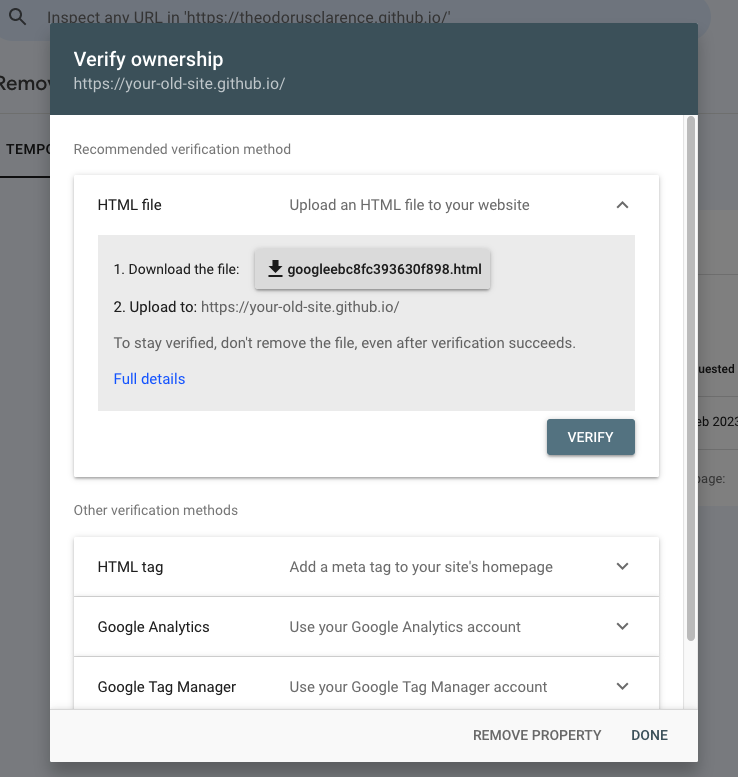 Inspect any URL in 'https://theodorusclarence.github.io/'
Verify ownership
https://your-old-site.github.io/
Remov
TEMPO
Recommended verification method
HTML file Upload an HTML file to your website
1. Download the file: googleebc8fc393630f898.html
2. Upload to: https://your-old-site.github.io/
To stay verified, don't remove the file, even after verification succeeds.
Full details
uested
eb 2023
VERIFY
page:
Other verification methods
HTML tag Add a meta tag to your site's homepage
Google Analytics Use your Google Analytics account
Google Tag Manager Use your Google Tag Manager account
REMOVE PROPERTY DONE